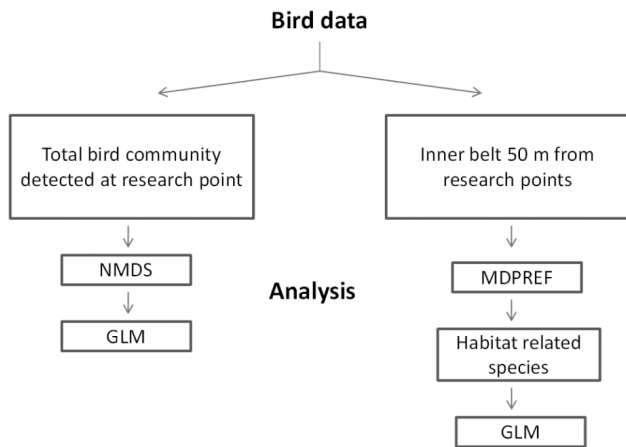 Bird data
Total bird community
detected at research point
NMDS
GLM
Inner belt 50 m from
research points
MDPREF
Habitat related
species
GLM
Analysis